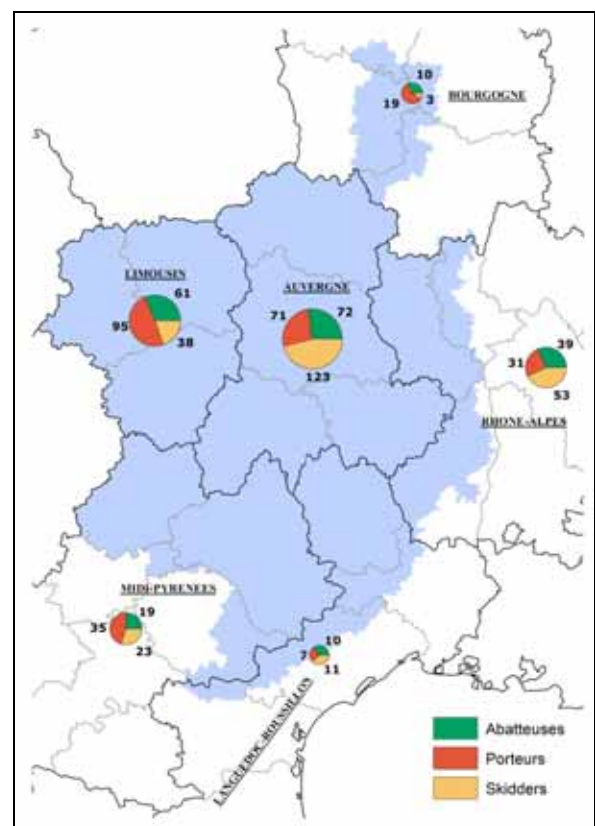 10
BOURGOGNE
19
3
LIMOUSIN
61
AUVERGNE
95
38
71
72
123
39
31
53
RHONE-ALPES
MIDI-PYRENEES
19
35
23
10
7
11
LANGUEDOC-ROUSSILLON
Abatteuses
Porteurs
Skidders